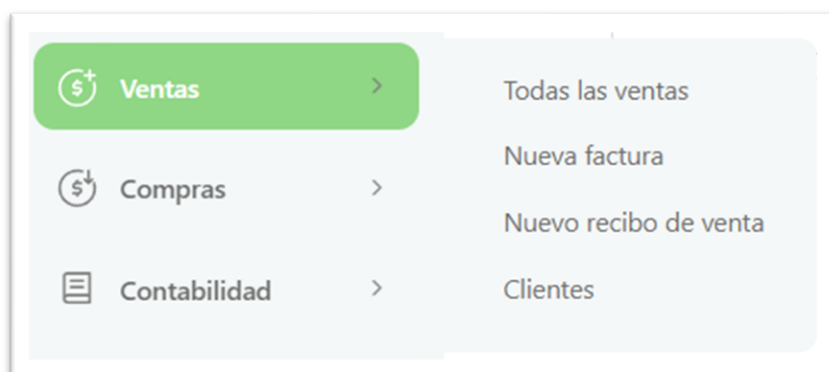 Ventas
Compras
Contabilidad
Todas las ventas
Nueva factura
Nuevo recibo de venta
Clientes